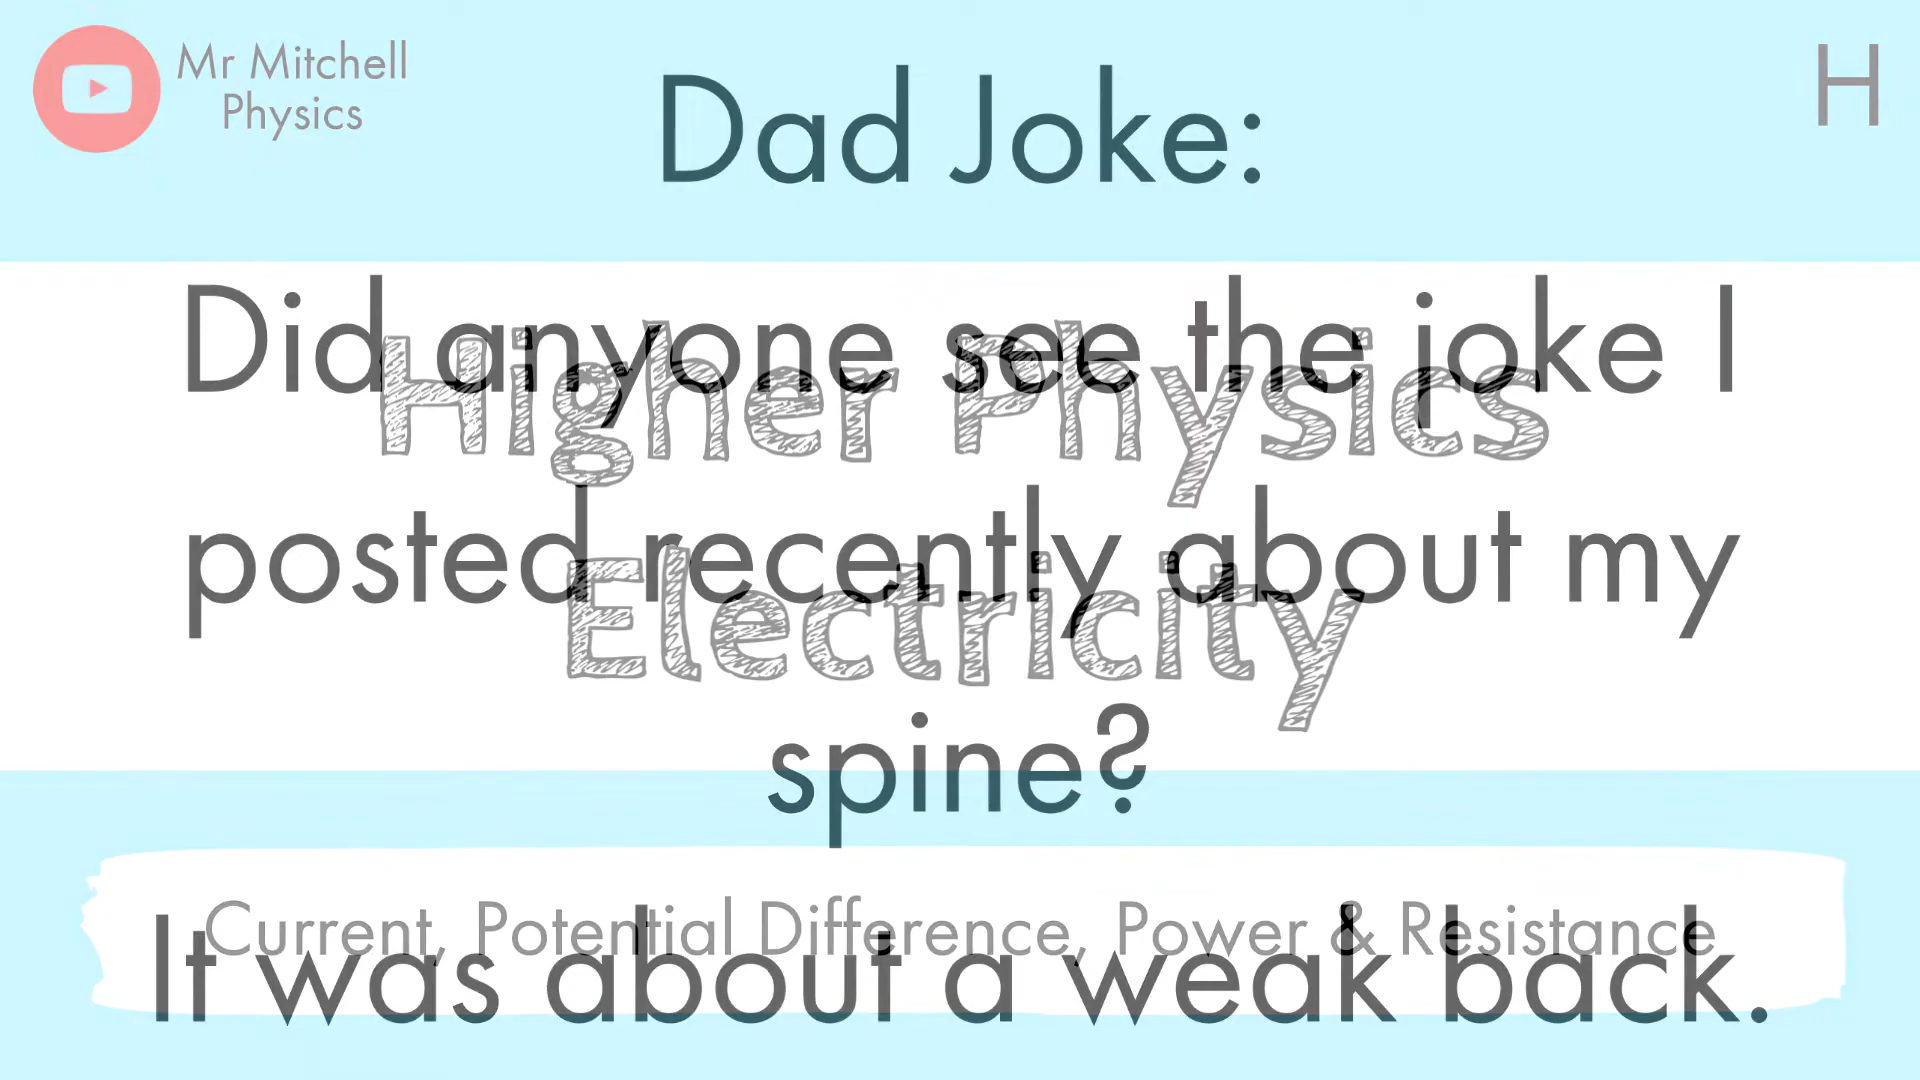 Mr Mitchell
Physics
H
Dad Joke:
Did anyone see the joke I
posted recently about my
spine?
It was about a weak back.
Higher Physics
Electricity
Current, Potential Difference, Power & Resistance